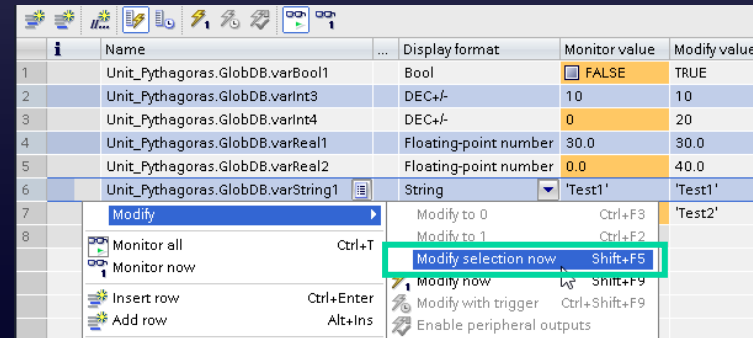 i Name ... Display format Monitor value Modify value
1 Unit_Pythagoras.GlobDB.varBool1 Bool FALSE TRUE
2 Unit_Pythagoras.GlobDB.varInt3 DEC+/- 10 10
3 Unit_Pythagoras.GlobDB.varInt4 DEC+/- 0 20
4 Unit_Pythagoras.GlobDB.varReal1 Floating-point number 30.0 30.0
5 Unit_Pythagoras.GlobDB.varReal2 Floating-point number 0.0 40.0
6 Unit_Pythagoras.GlobDB.varString1 String 'Test1' 'Test1'
7 'Test2'
8
Modify
Monitor all Ctrl+T
Monitor now
Insert row Ctrl+Enter
Add row Alt+Ins
Modify to 0 Ctrl+F3
Modify to 1 Ctrl+F2
Modify selection now Shift+F5
Modify now Shift+F9
Modify with trigger Ctrl+Shift+F9
Enable peripheral outputs